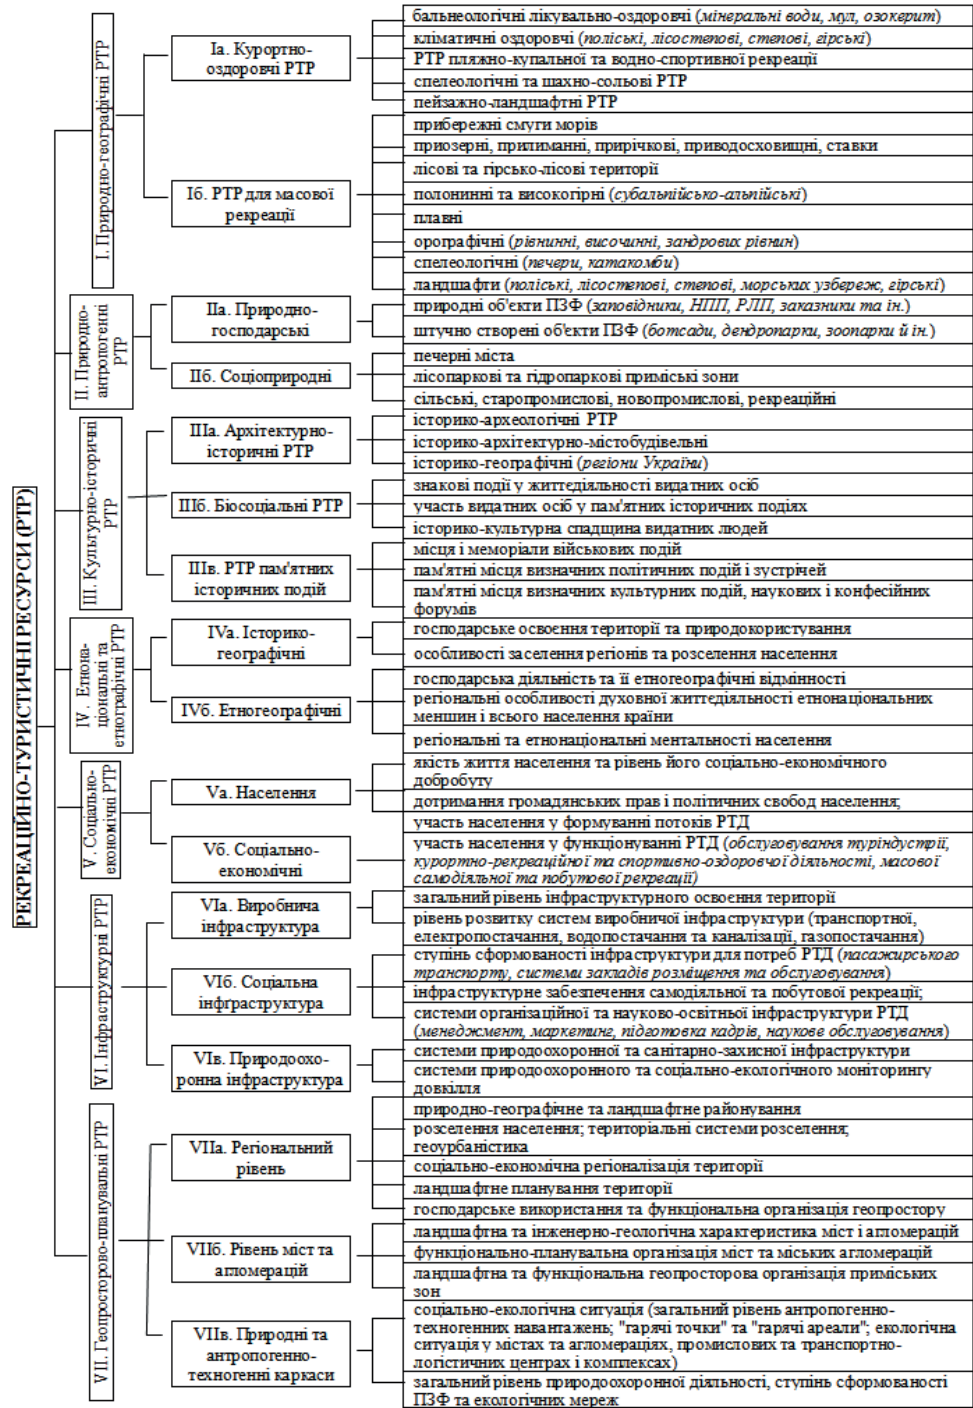 РЕКРЕАЦІЙНО-ТУРИСТИЧНІ РЕСУРСИ (РТР)
І. Природно-географічні РТР
Іа. Курортно-
оздоровчі РТР
бальнеологічні лікувально-оздоровчі (мінеральні води, мул, озокерит)
кліматичні оздоровчі (поліські, лісостепові, степові, гірські)
РТР пляжно-купальної та водно-спортивної рекреації
спелеологічні та шахно-сольові РТР
пейзажно-ландшафтні РТР
Іб. РТР для масової
рекреації
прибережні смуги морів
приозерні, прилиманні, прирічкові, приводосховищні, ставки
лісові та гірсько-лісові території
полонинні та високогірні (субальпійсько-альпійські)
плавні
орографічні (рівнинні, височинні, зандрових рівнин)
спелеологічні (печери, катакомби)
ландшафти (поліські, лісостепові, степові, морських узбереж, гірські)
ІІ. Природно-
антропогенні
РТР
ІІа. Природно-
господарські
природні об'єкти ПЗФ (заповідники, НПП, РЛП, заказники та ін.)
штучно створені об'єкти ПЗФ (ботсади, дендропарки, зоопарки й ін.)
ІІб. Соціоприродні
печерні міста
лісопаркові та гідропаркові приміські зони
сільські, старопромислові, новопромислові, рекреаційні
ІІІ. Культурно-історичні
РТР
ІІІа. Архітектурно-
історичні РТР
історико-археологічні РТР
історико-архітектурно-містобудівельні
історико-географічні (регіони України)
ІІІб. Біосоціальні РТР
знакові події у життєдіяльності видатних осіб
участь видатних осіб у пам'ятних історичних подіях
історико-культурна спадщина видатних людей
ІІІв. РТР пам'ятних
історичних подій
місця і меморіали військових подій
пам'ятні місця визначних політичних подій і зустрічей
пам'ятні місця визначних культурних подій, наукових і конфесійних
форумів
IV. Етнона-
ціональні та
етнографічні РТР
IVа. Історико-
географічні
господарське освоєння території та природокористування
особливості заселення регіонів та розселення населення
IVб. Етногеографічні
господарська діяльність та її етногеографічні відмінності
регіональні особливості духовної життєдіяльності етнонаціональних
меншин і всього населення країни
регіональні та етнонаціональні ментальності населення
V. Соціально-
економічні РТР
Vа. Населення
якість життя населення та рівень його соціально-економічного
добробуту
дотримання громадянських прав і політичних свобод населення;
участь населення у формуванні потоків РТД
Vб. Соціально-
економічні
участь населення у функціонуванні РТД (обслуговування туріндустрії,
курортно-рекреаційної та спортивно-оздоровчої діяльності, масової
самодіяльної та побутової рекреації)
VI. Інфраструктурні РТР
VIа. Виробнича
інфраструктура
загальний рівень інфраструктурного освоєння території
рівень розвитку систем виробничої інфраструктури (транспортної,
електропостачання, водопостачання та каналізації, газопостачання)
VIб. Соціальна
інфґраструктура
ступінь сформованості інфраструктури для потреб РТД (пасажирського
транспорту, системи закладів розміщення та обслуговування)
інфраструктурне забезпечення самодіяльної та побутової рекреації;
системи організаційної та науково-освітньої інфраструктури РТД
(менеджмент, маркетинг, підготовка кадрів, наукове обслуговування)
VIв. Природоохо-
ронна інфраструктура
системи природоохоронної та санітарно-захисної інфраструктури
системи природоохоронного та соціально-екологічного моніторингу
довкілля
VII. Геопросторово-планувальні РТР
VIIа. Регіональний
рівень
природно-географічне та ландшафтне районування
розселення населення; територіальні системи розселення;
геоурбаністика
соціально-економічна регіоналізація території
ландшафтне планування території
господарське використання та функціональна організація геопростору
VIIб. Рівень міст та
агломерацій
ландшафтна та інженерно-геологічна характеристика міст і агломерацій
функціонально-планувальна організація міст та міських агломерацій
ландшафтна та функціональна геопросторова організація приміських
зон
VIIв. Природні та
антропогенно-
техногенні каркаси
соціально-екологічна ситуація (загальний рівень антропогенно-
техногенних навантажень; "гарячі точки" та "гарячі ареали"; екологічна
ситуація у містах та агломераціях, промислових та транспортно-
логістичних центрах і комплексах)
загальний рівень природоохоронної діяльності, ступінь сформованості
ПЗФ та екологічних мереж